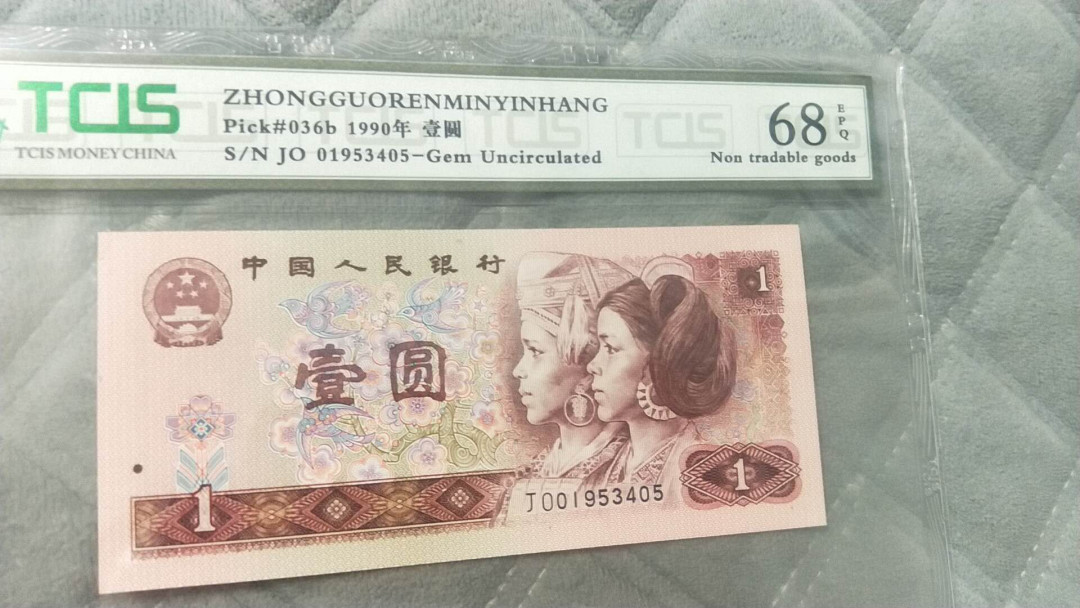 TCIS
TCIS MONEY CHINA
ZHONGGUORENMINYINHANG
Pick#036b 1990年 壹圓
S/N JO 01953405-Gem Uncirculated
68 EPQ
Non tradable goods
中国人民银行
1
壹圆
1
1
J001953405